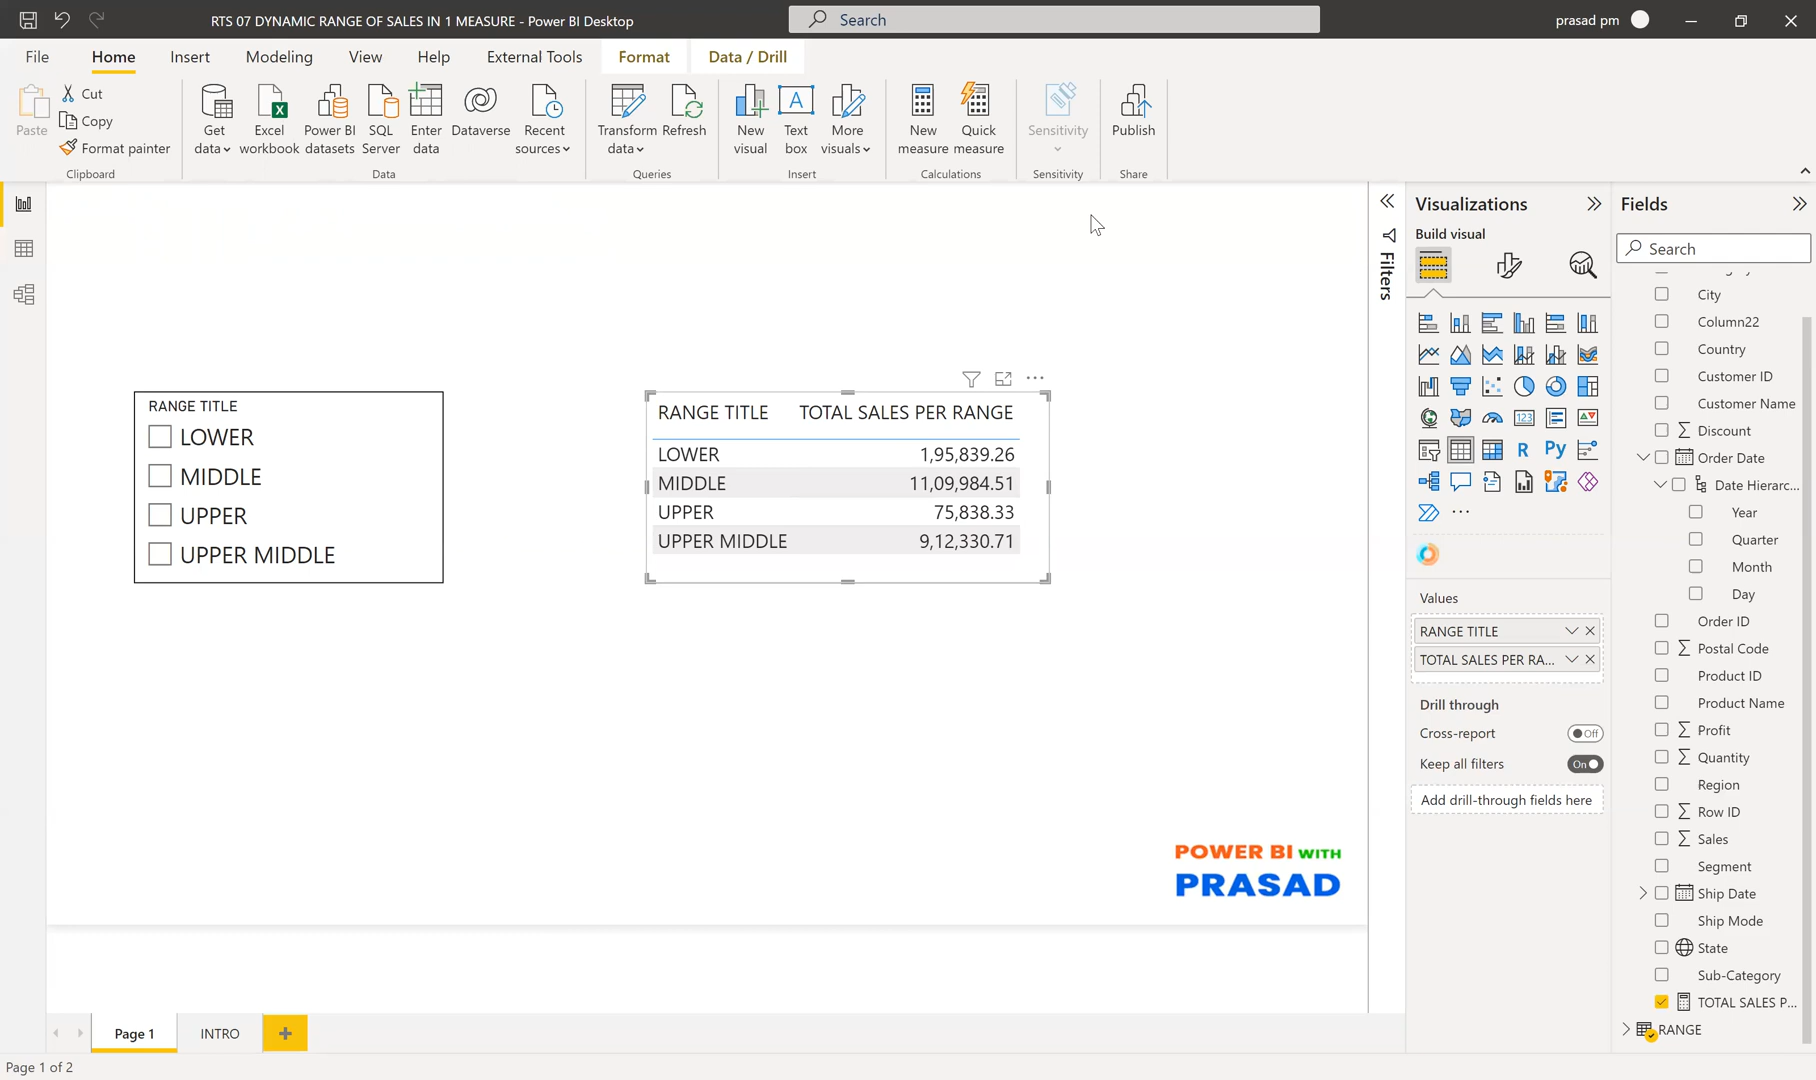 RTS 07 DYNAMIC RANGE OF SALES IN 1 MEASURE - Power BI Desktop
Search
prasad pm
File Home Insert Modeling View Help External Tools Format Data / Drill
Paste
Cut
Copy
Format painter
Clipboard
Get data
Excel workbook
Power BI datasets
SQL Server
Enter data
Dataverse
Recent sources
Data
Transform data
Refresh
Queries
New visual
Text box
More visuals
Insert
New measure
Quick measure
Calculations
Sensitivity
Sensitivity
Publish
Share
RANGE TITLE
LOWER
MIDDLE
UPPER
UPPER MIDDLE
RANGE TITLE TOTAL SALES PER RANGE
LOWER 1,95,839.26
MIDDLE 11,09,984.51
UPPER 75,838.33
UPPER MIDDLE 9,12,330.71
POWER BI WITH
PRASAD
Filters
Visualizations
Build visual
123
R
Py
Values
RANGE TITLE
TOTAL SALES PER RA...
Drill through
Cross-report Off
Keep all filters On
Add drill-through fields here
Fields
Search
City
Column22
Country
Customer ID
Customer Name
Discount
Order Date
Date Hierarc...
Year
Quarter
Month
Day
Order ID
Postal Code
Product ID
Product Name
Profit
Quantity
Region
Row ID
Sales
Segment
Ship Date
Ship Mode
State
Sub-Category
TOTAL SALES P...
RANGE
Page 1 INTRO
Page 1 of 2